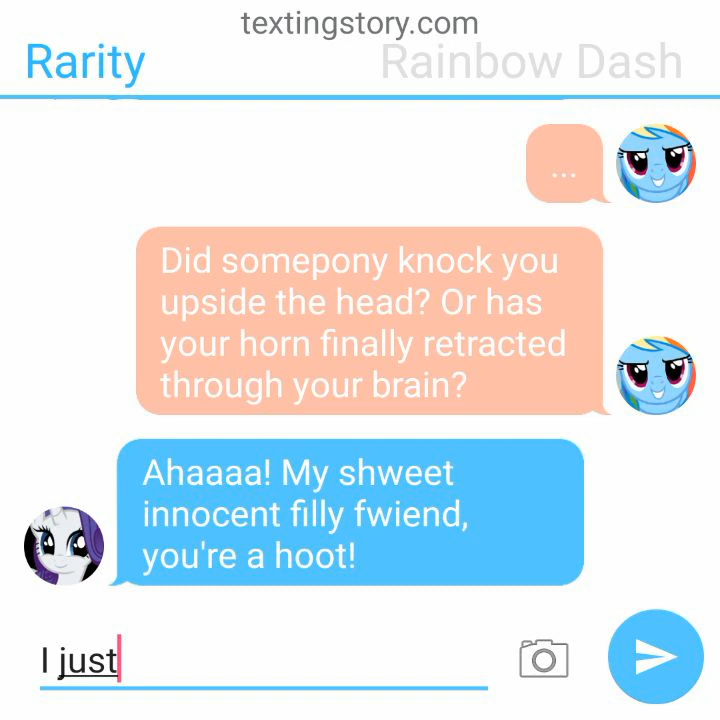 textingstory.com
Rarity
Rainbow Dash
...
Did somepony knock you
upside the head? Or has
your horn finally retracted
through your brain?
Ahaaaa! My shweet
innocent filly fwiend,
you're a hoot!
I just